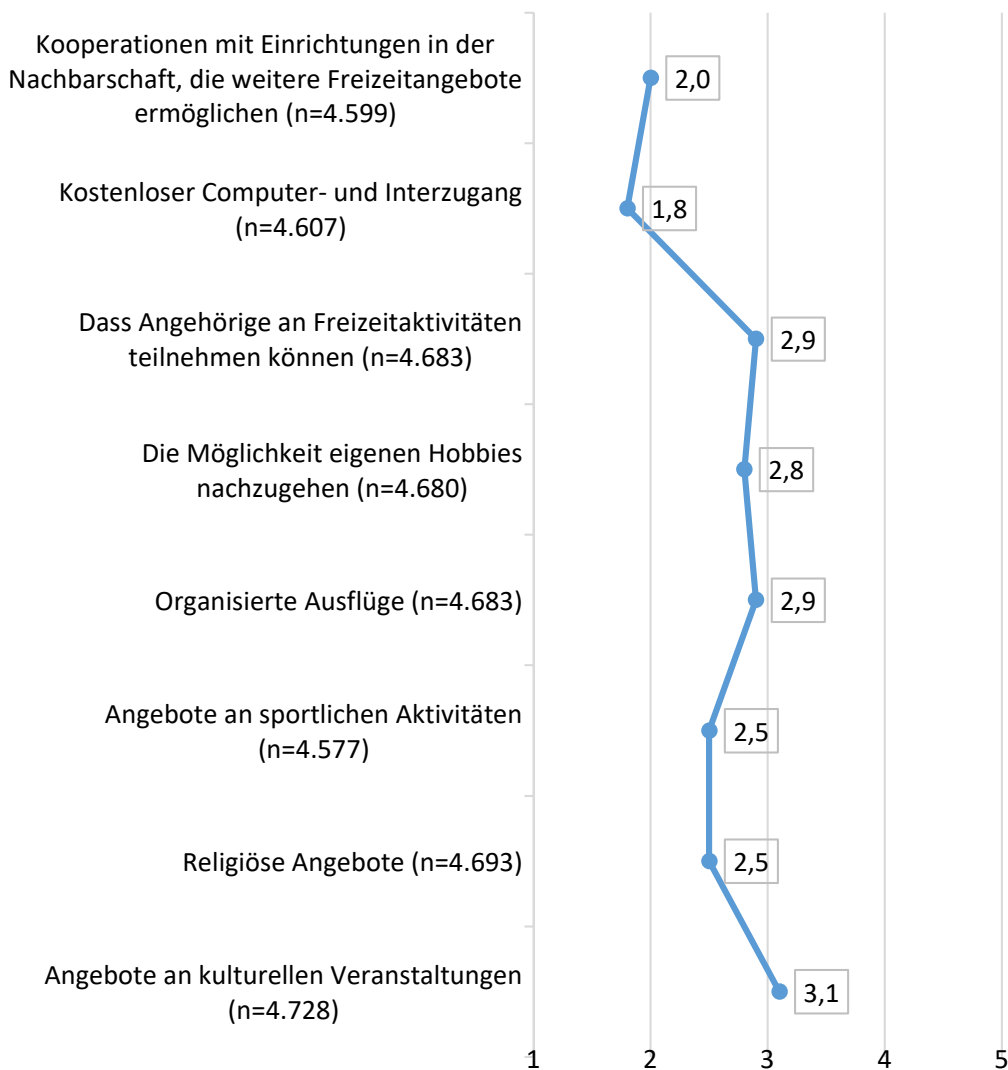 Kooperationen mit Einrichtungen in der
Nachbarschaft, die weitere Freizeitangebote
ermöglichen (n=4.599)
2,0
Kostenloser Computer- und Interzugang
(n=4.607)
1,8
Dass Angehörige an Freizeitaktivitäten
teilnehmen können (n=4.683)
2,9
Die Möglichkeit eigenen Hobbies
nachzugehen (n=4.680)
2,8
Organisierte Ausflüge (n=4.683)
2,9
Angebote an sportlichen Aktivitäten
(n=4.577)
2,5
Religiöse Angebote (n=4.693)
2,5
Angebote an kulturellen Veranstaltungen
(n=4.728)
3,1
1 2 3 4 5